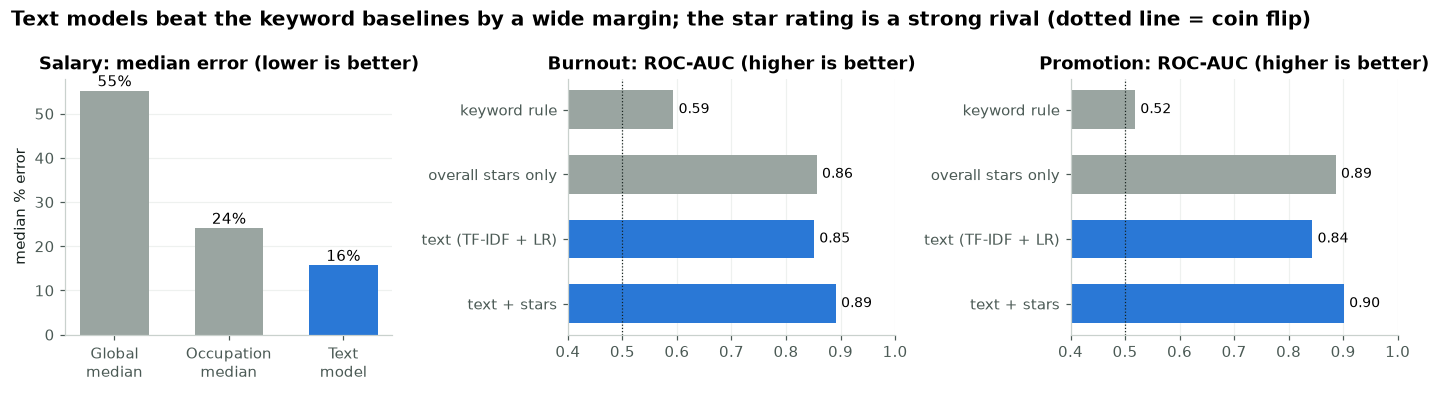 Text models beat the keyword baselines by a wide margin; the star rating is a strong rival (dotted line = coin flip)
Salary: median error (lower is better)
median % error
50
40
30
20
10
0
55%
24%
16%
Global
median
Occupation
median
Text
model
Burnout: ROC-AUC (higher is better)
keyword rule
0.59
overall stars only
0.86
text (TF-IDF + LR)
0.85
text + stars
0.89
0.4 0.5 0.6 0.7 0.8 0.9 1.0
Promotion: ROC-AUC (higher is better)
keyword rule
0.52
overall stars only
0.89
text (TF-IDF + LR)
0.84
text + stars
0.90
0.4 0.5 0.6 0.7 0.8 0.9 1.0